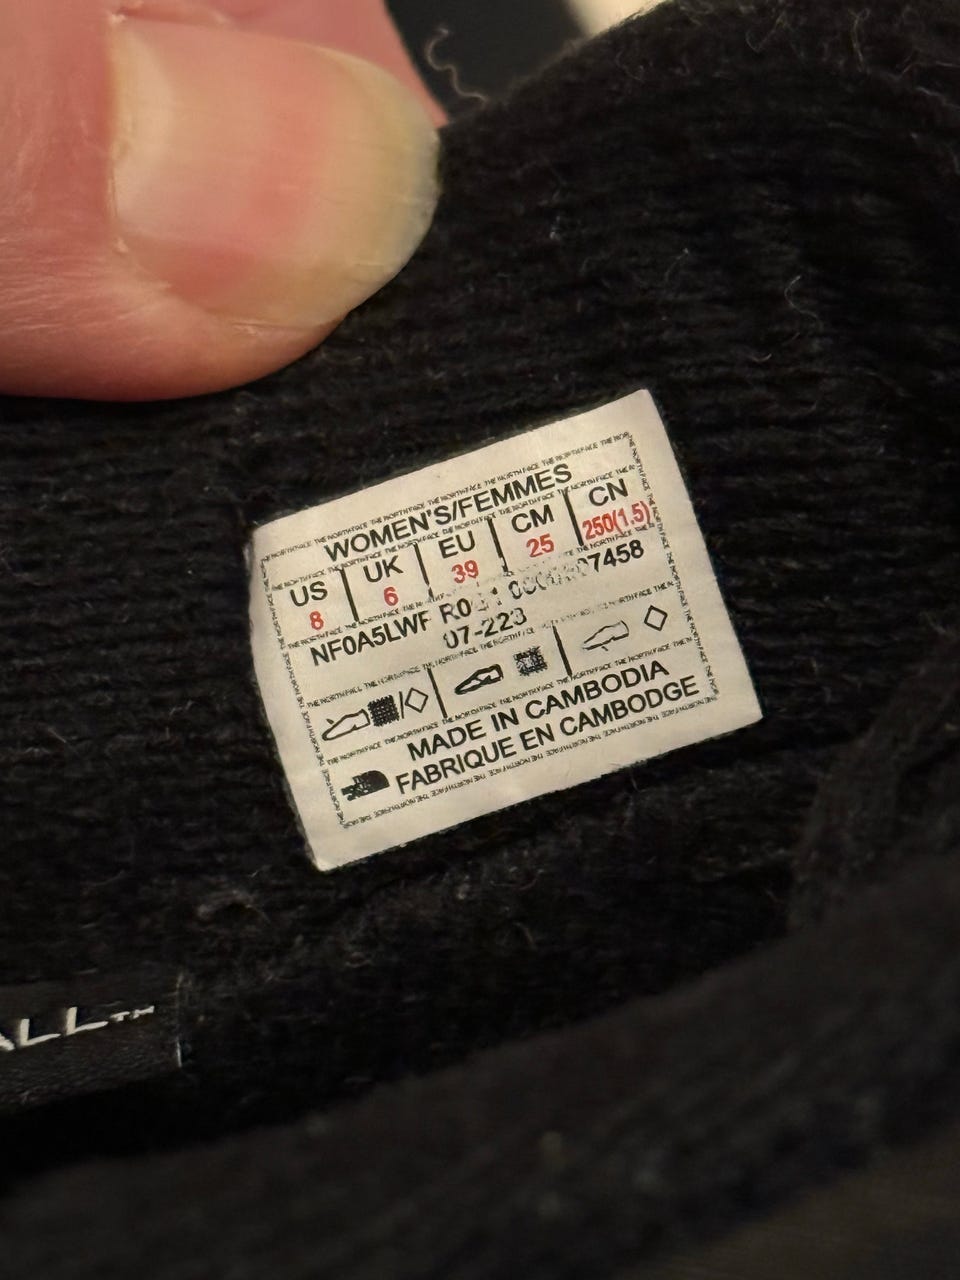 WOMEN'S/FEMMES
US UK EU CM CN
8 6 39 25 250(1.5)
NF0A5LWF
07-223
MADE IN CAMBODIA
FABRIQUE EN CAMBODGE
ALL™